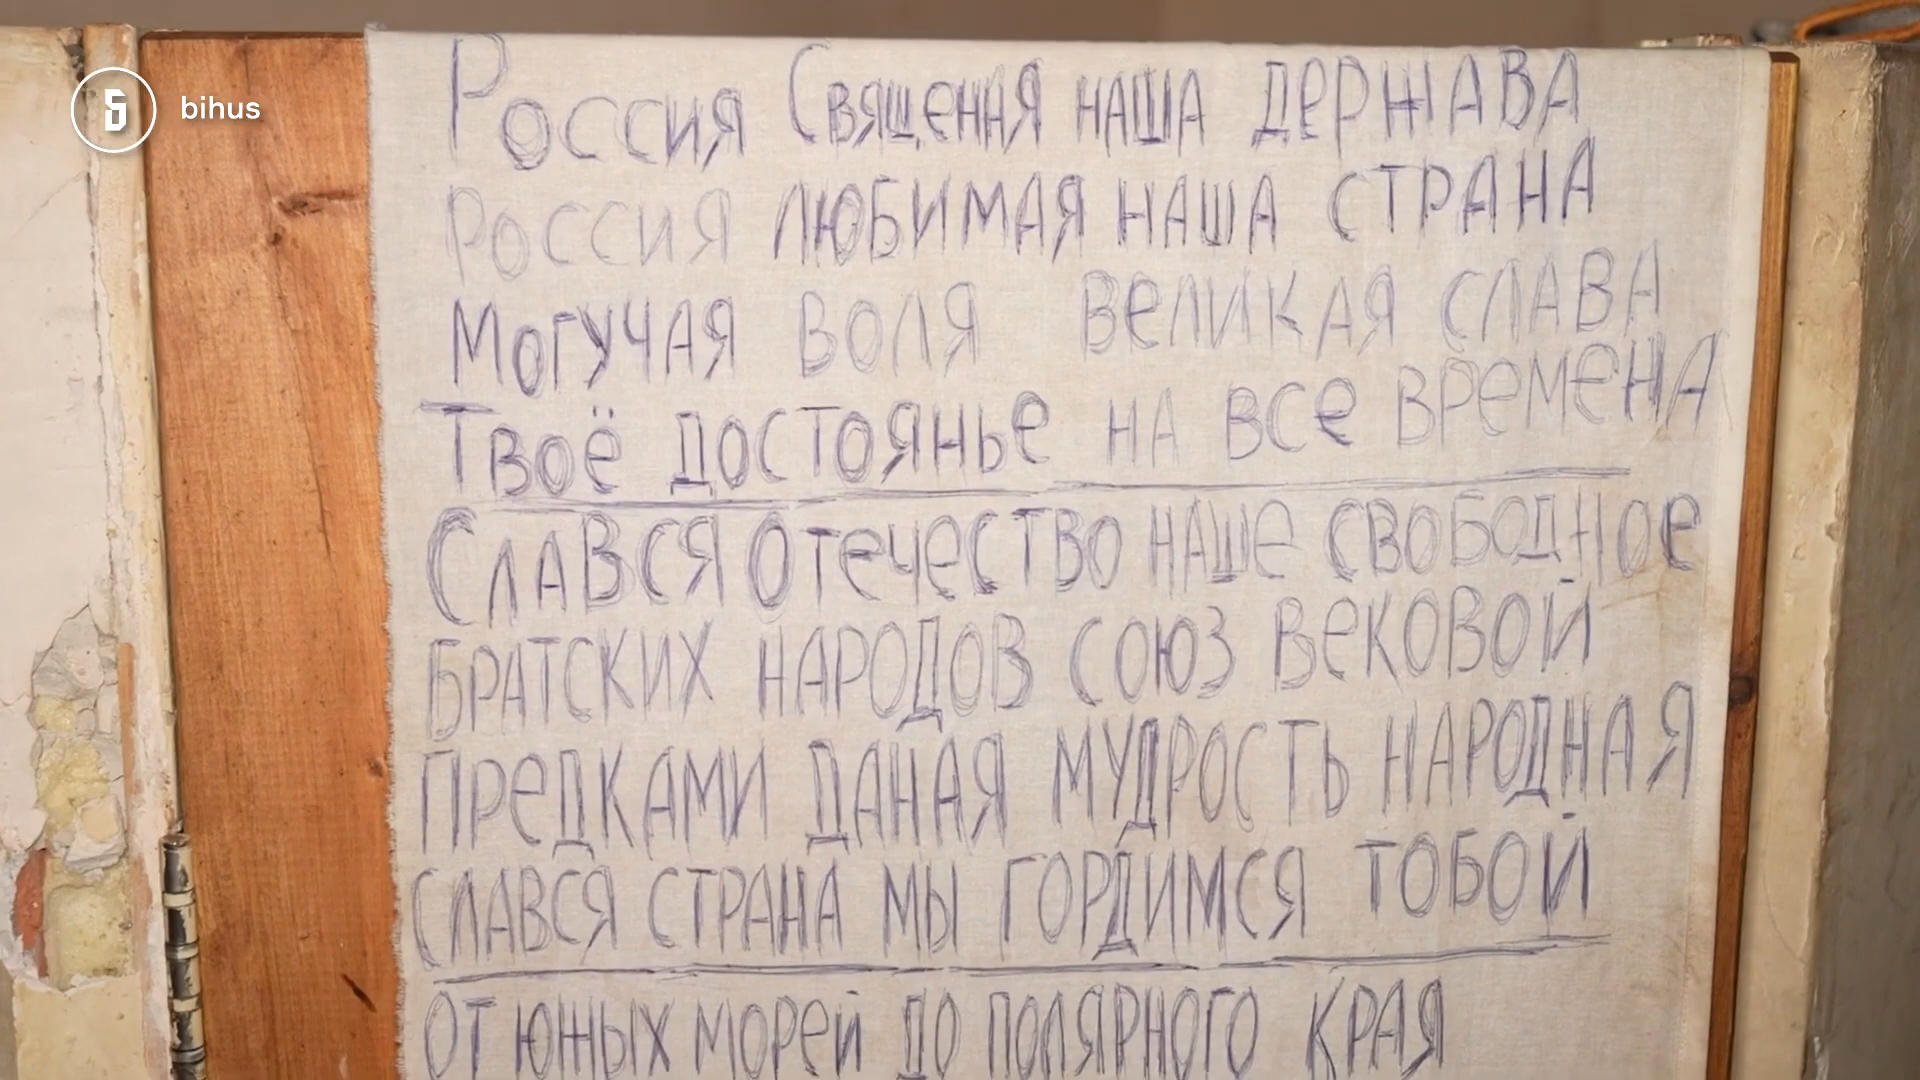 bihus
Россия Священая наша держава
Россия любимая наша страна
Могучая воля великая слава
Твоё достоянье на все времена
Слався Отечество наше свободное
Братских народов союз вековой
Предками даная мудрость народная
Слався страна мы гордимся тобой
От южных морей до полярного края